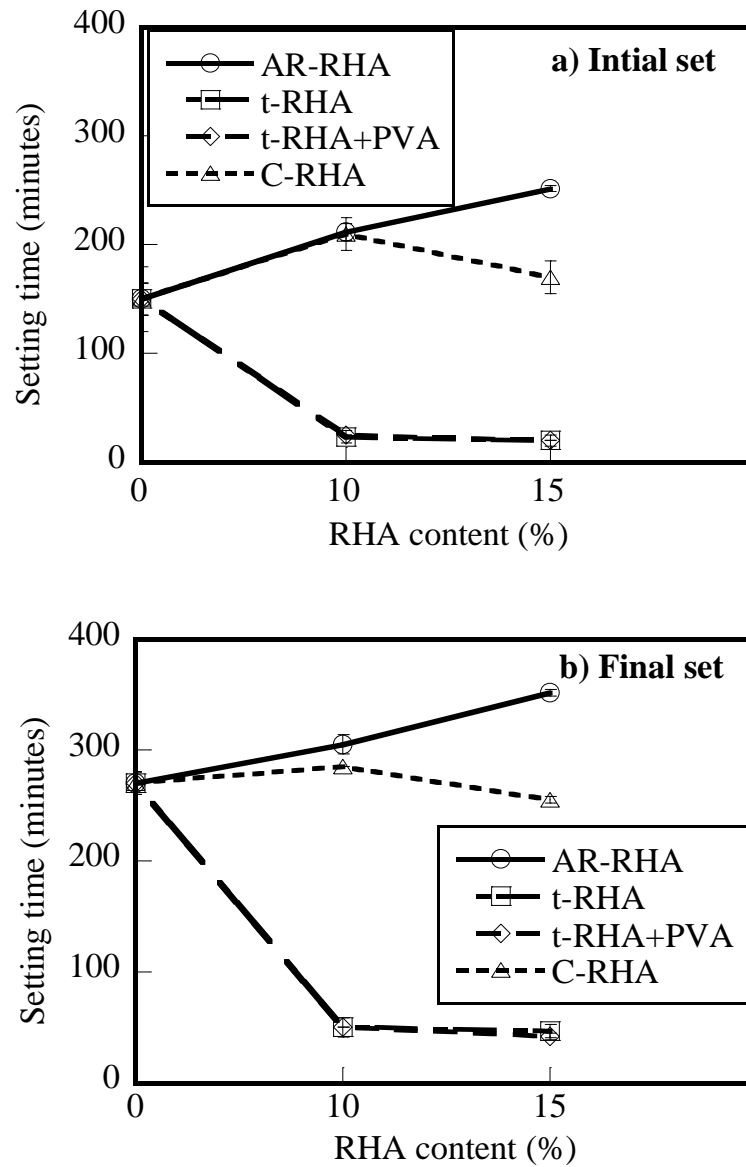 400
AR-RHA
a) Intial set
t-RHA
t-RHA+PVA
C-RHA
300
200
100
0
Setting time (minutes)
0
10
15
RHA content (%)
400
b) Final set
300
200
100
0
Setting time (minutes)
AR-RHA
t-RHA
t-RHA+PVA
C-RHA
0
10
15
RHA content (%)